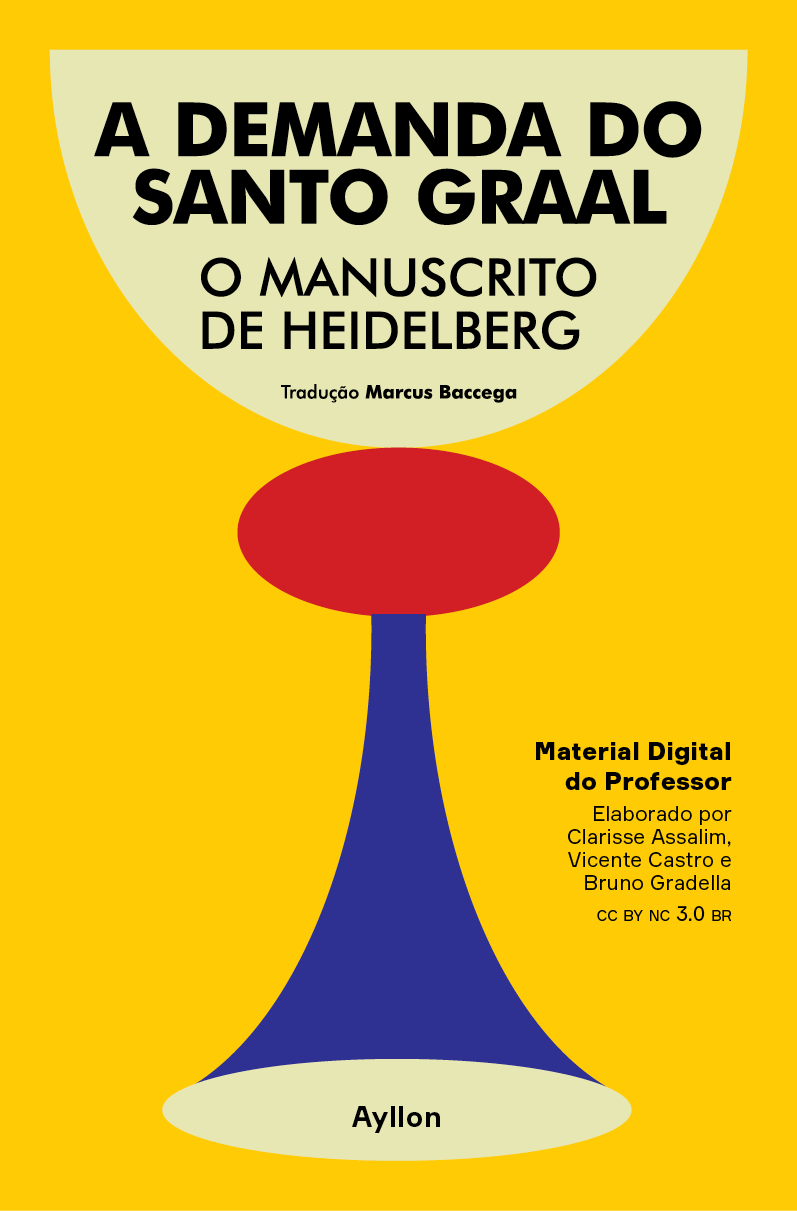 A DEMANDA DO
SANTO GRAAL
O MANUSCRITO
DE HEIDELBERG
Tradução Marcus Baccega
Material Digital
do Professor
Elaborado por
Clarisse Assalim,
Vicente Castro e
Bruno Gradella
CC BY NC 3.0 BR
Ayllon